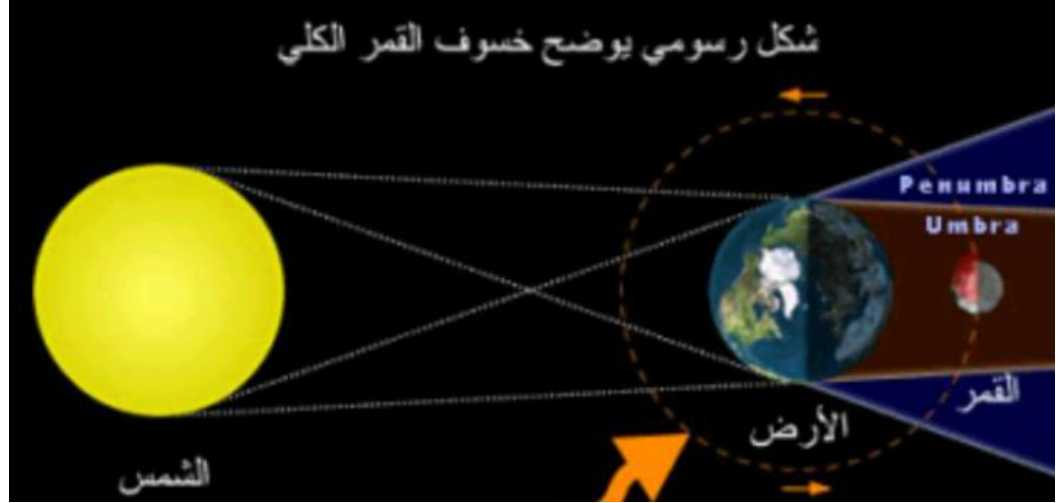 شكل رسومي يوضح خسوف القمر الكلي
Penumbra
Umbra
القمر
الأرض
الشمس